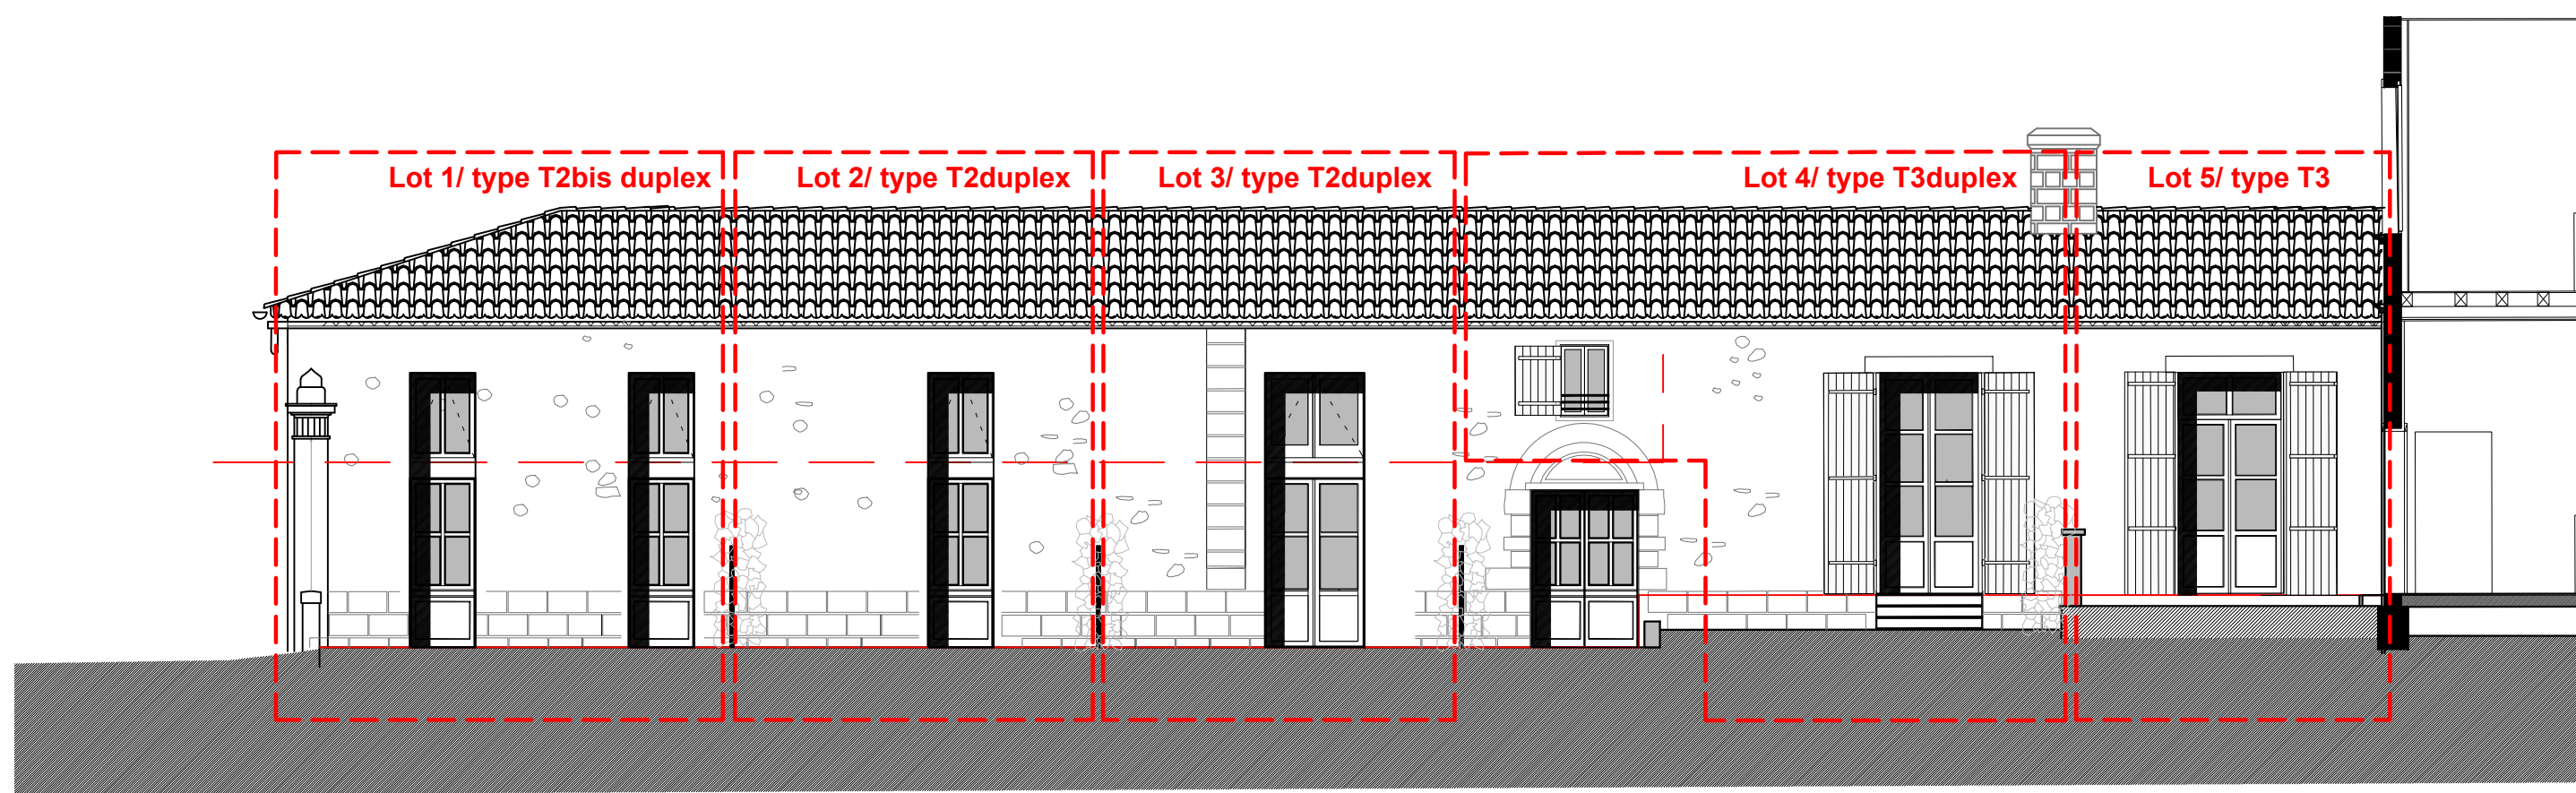 Lot 1/ type T2bis duplex
Lot 2/ type T2duplex
Lot 3/ type T2duplex
Lot 4/ type T3duplex
Lot 5/ type T3